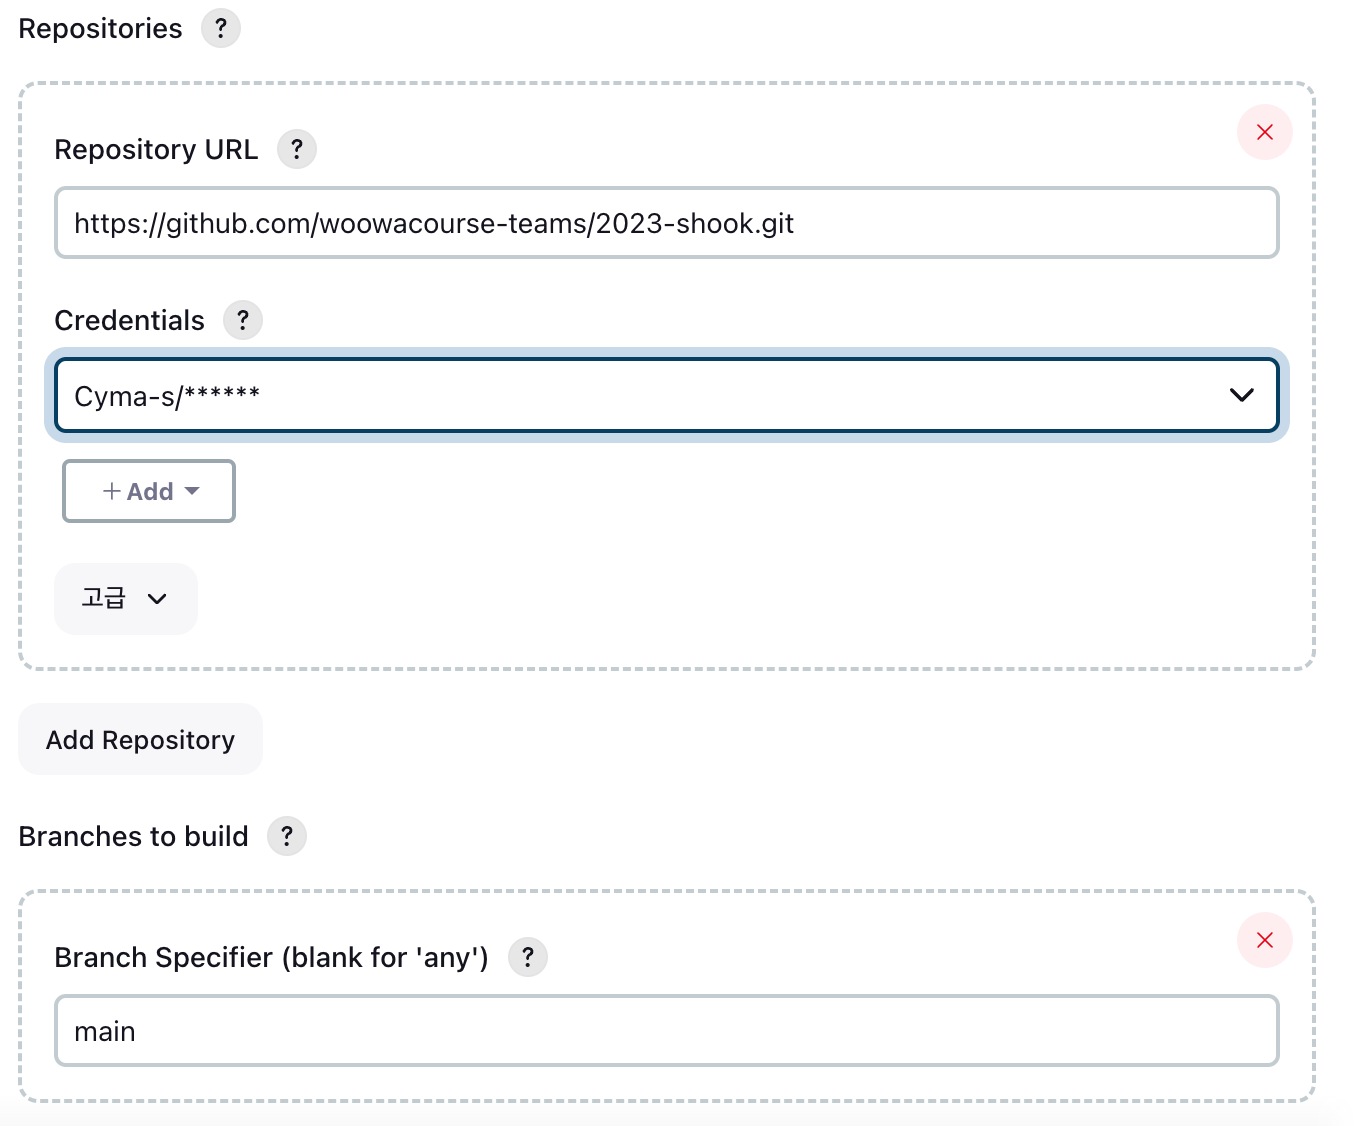 Repositories ?
Repository URL ?
https://github.com/woowacourse-teams/2023-shook.git
Credentials ?
Cyma-s/******
+ Add
고급
Add Repository
Branches to build ?
Branch Specifier (blank for 'any') ?
main